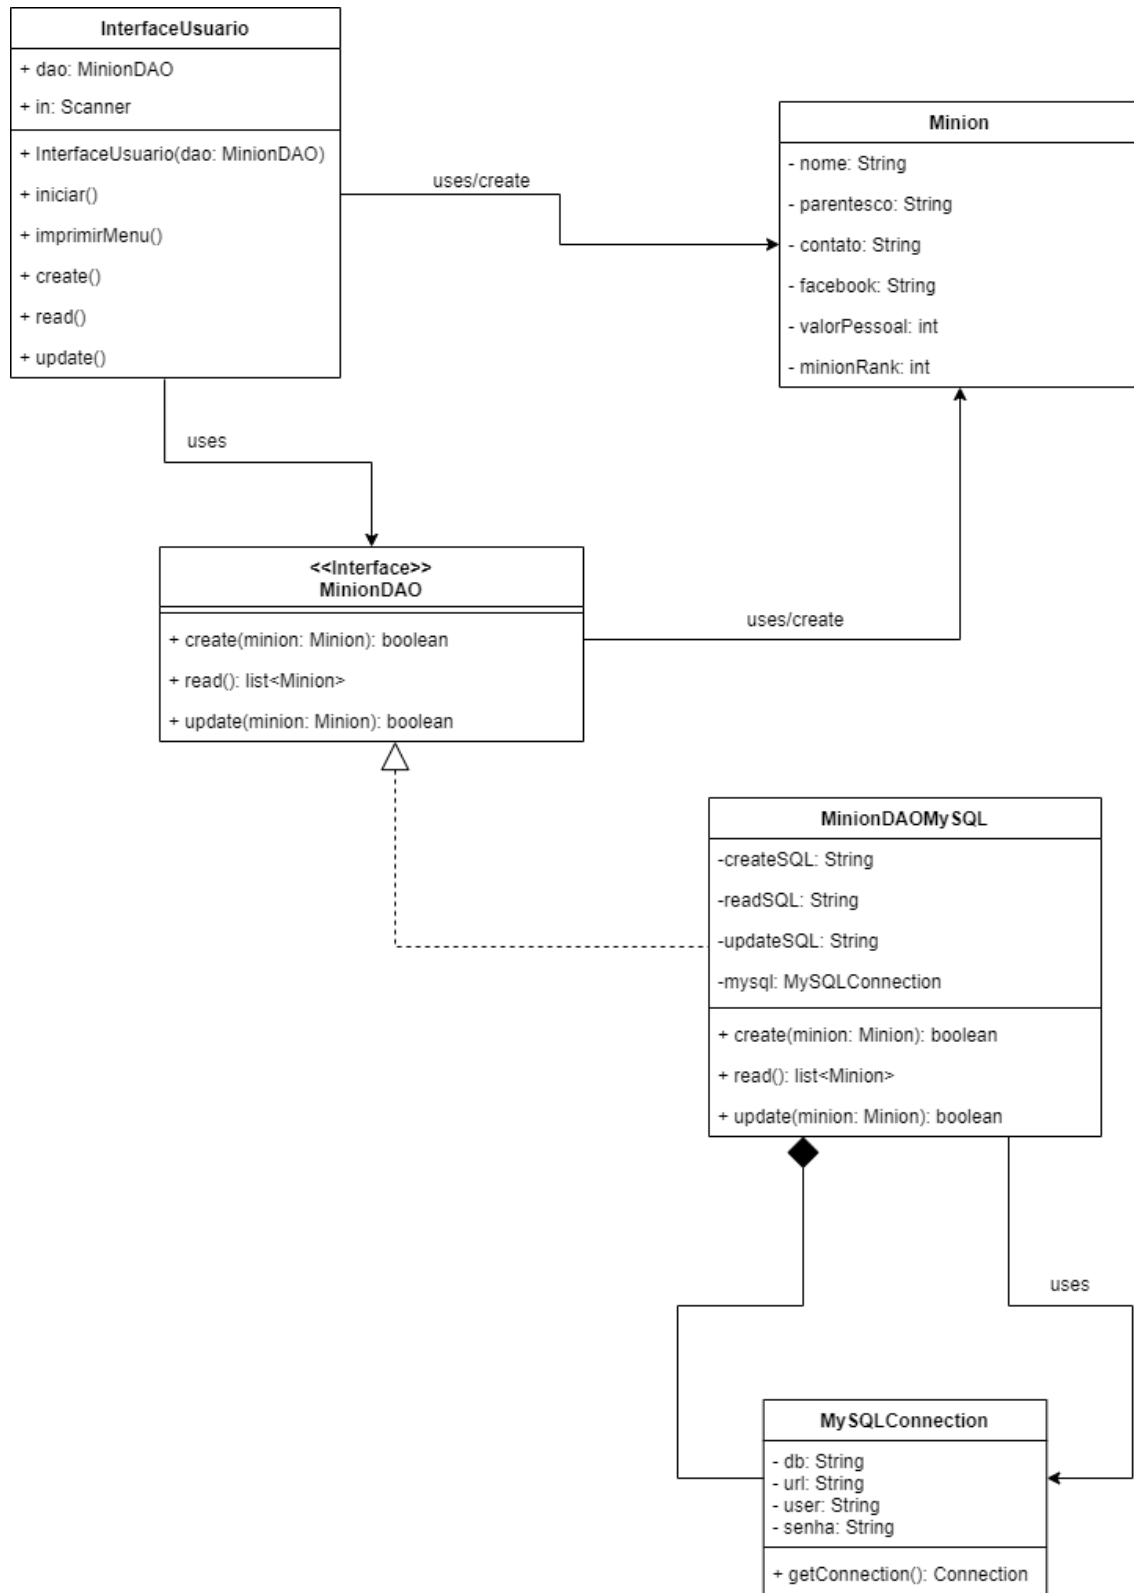 InterfaceUsuario
+ dao: MinionDAO
+ in: Scanner
+ InterfaceUsuario(dao: MinionDAO)
+ iniciar()
+ imprimirMenu()
+ create()
+ read()
+ update()
uses/create
Minion
- nome: String
- parentesco: String
- contato: String
- facebook: String
- valorPessoal: int
- minionRank: int
uses
<<Interface>>
MinionDAO
+ create(minion: Minion): boolean
+ read(): list<Minion>
+ update(minion: Minion): boolean
uses/create
MinionDAOMySQL
-createSQL: String
-readSQL: String
-updateSQL: String
-mysql: MySQLConnection
+ create(minion: Minion): boolean
+ read(): list<Minion>
+ update(minion: Minion): boolean
uses
MySQLConnection
- db: String
- url: String
- user: String
- senha: String
+ getConnection(): Connection